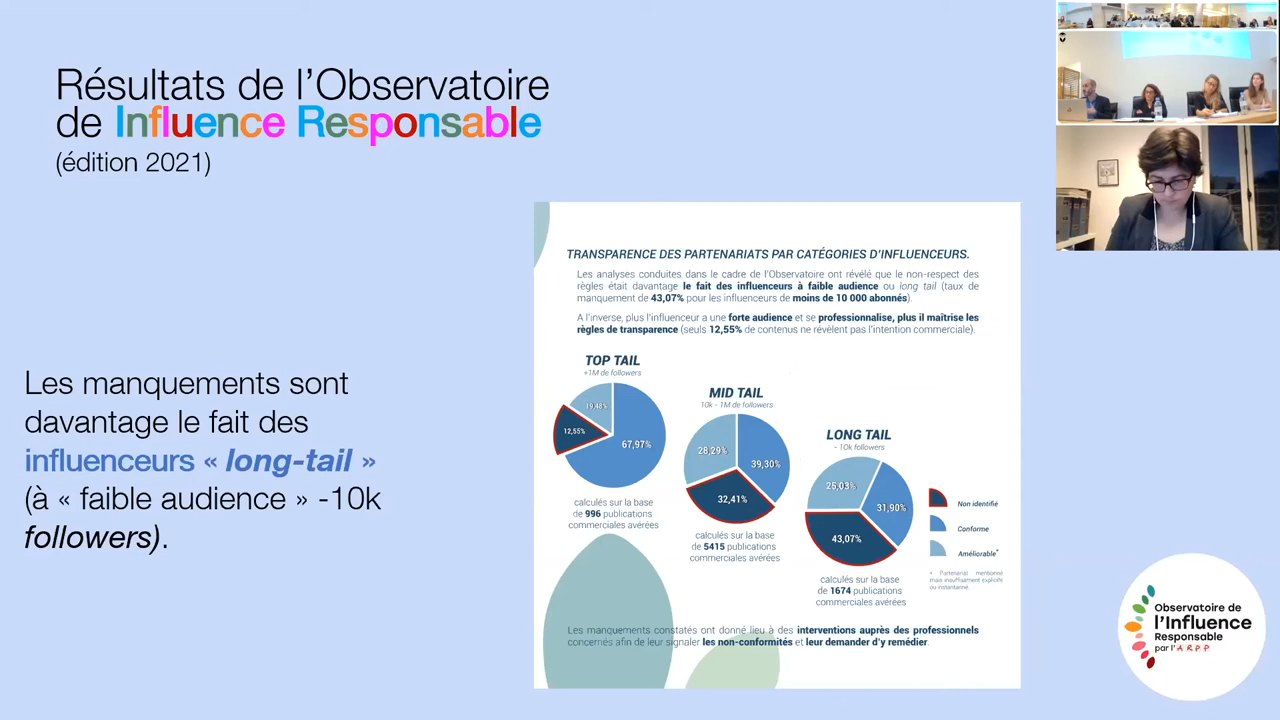 Résultats de l’Observatoire
de Influence Responsable
(édition 2021)
Les manquements sont
davantage le fait des
influenceurs « long-tail »
(à « faible audience » -10k
followers).
TRANSPARENCE DES PARTENARIATS PAR CATÉGORIES D’INFLUENCEURS.
Les analyses conduites dans le cadre de l’Observatoire ont révélé que le non-respect des
règles était davantage le fait des influenceurs à faible audience ou long tail (taux de
manquement de 43,07% pour les influenceurs de moins de 10 000 abonnés).
A l’inverse, plus l’influenceur a une forte audience et se professionnalise, plus il maîtrise les
règles de transparence (seuls 12,55% de contenus ne révèlent pas l’intention commerciale).
TOP TAIL
+1M de followers
19,48%
12,55%
67,97%
calculés sur la base
de 996 publications
commerciales avérées
MID TAIL
10k - 1M de followers
28,29%
39,30%
32,41%
calculés sur la base
de 5415 publications
commerciales avérées
LONG TAIL
- 10k followers
25,03%
31,90%
43,07%
calculés sur la base
de 1674 publications
commerciales avérées
Non identifié
Conforme
Améliorable*
* Partenariat mentionné
mais insuffisamment explicite
ou instantanné.
Les manquements constatés ont donné lieu à des interventions auprès des professionnels
concernés afin de leur signaler les non-conformités et leur demander d’y remédier.
Observatoire de
l’Influence
Responsable
par l’ARPP